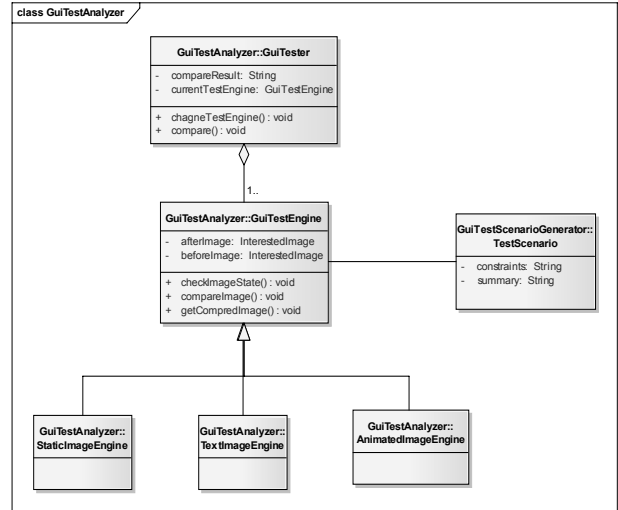 class GuiTestAnalyzer
GuiTestAnalyzer::GuiTester
- compareResult: String
- currentTestEngine: GuiTestEngine
+ chagneTestEngine() : void
+ compare() : void
1..
GuiTestAnalyzer::GuiTestEngine
- afterImage: InterestedImage
- beforeImage: InterestedImage
+ checkImageState() : void
+ compareImage() : void
+ getCompredImage() : void
GuiTestScenarioGenerator::
TestScenario
- constraints: String
- summary: String
GuiTestAnalyzer::
StaticImageEngine
GuiTestAnalyzer::
TextImageEngine
GuiTestAnalyzer::
AnimatedImageEngine